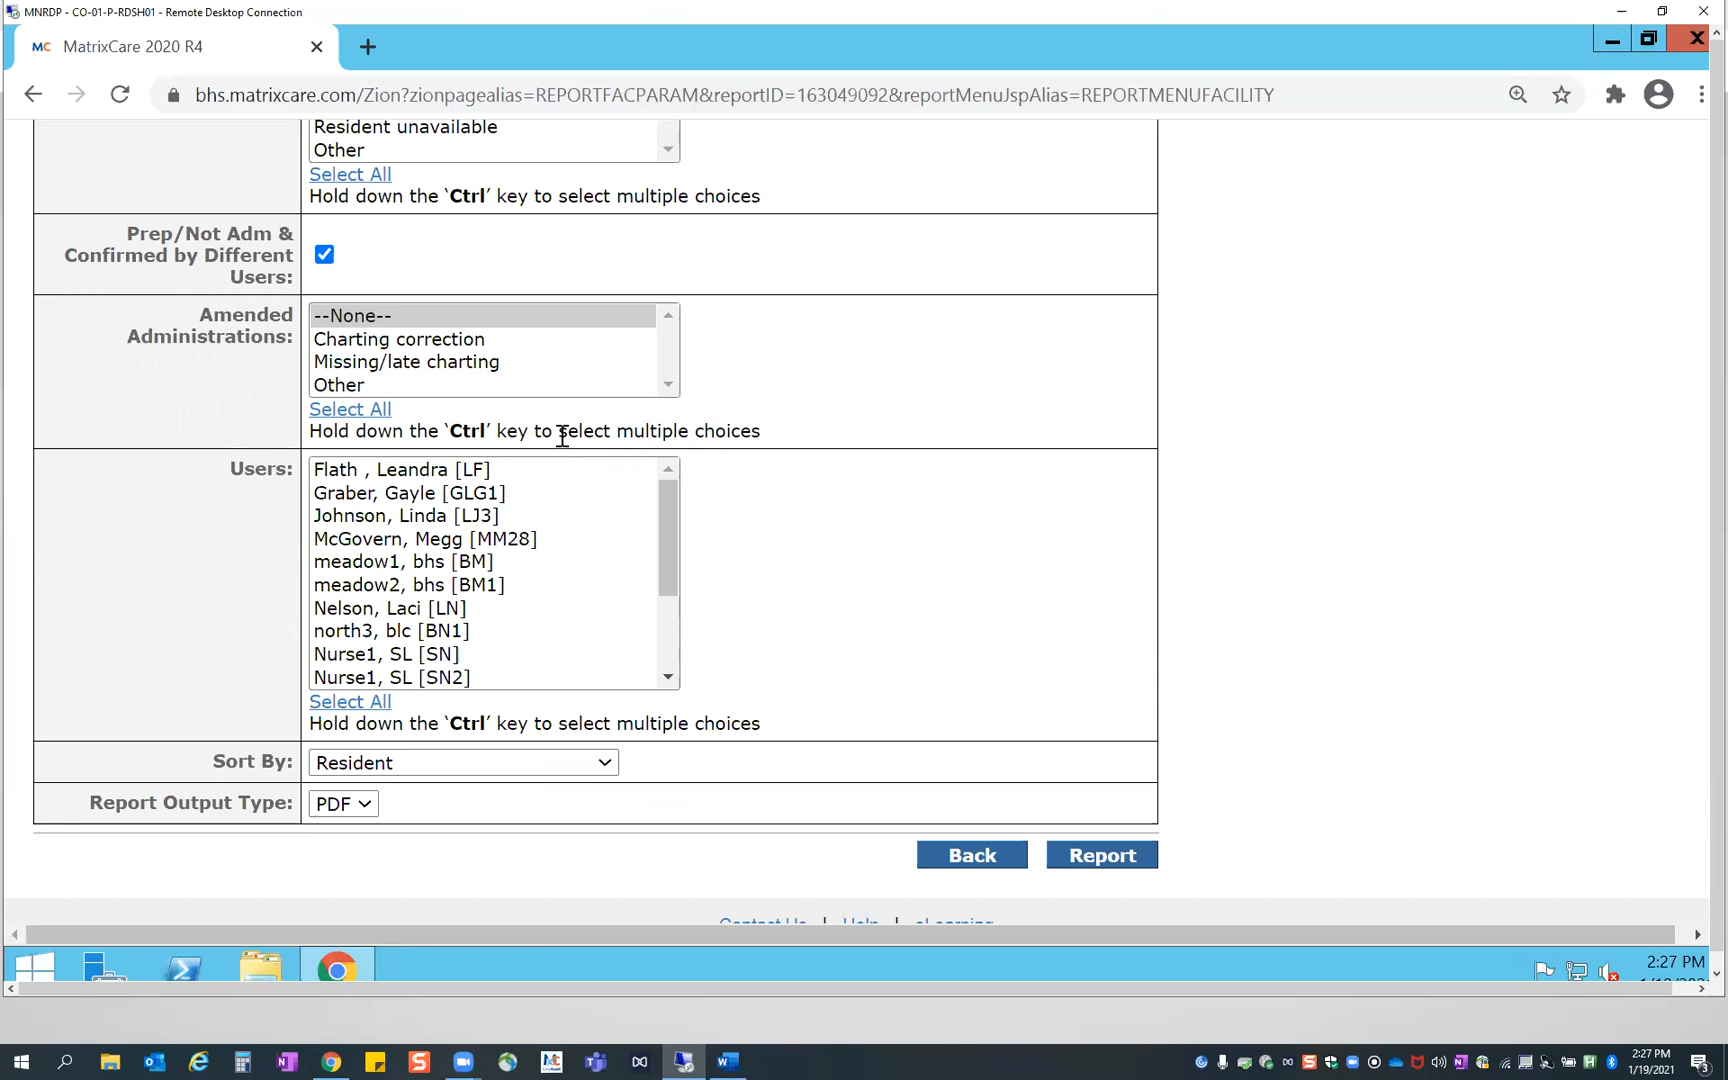 MNRDP - CO-01-P-RDSH01 - Remote Desktop Connection
MC MatrixCare 2020 R4
bhs.matrixcare.com/Zion?zionpagealias=REPORTFACPARAM&reportID=163049092&reportMenuJspAlias=REPORTMENUFACILITY
Resident unavailable
Other
Select All
Hold down the ‘Ctrl’ key to select multiple choices
Prep/Not Adm &
Confirmed by Different
Users:
Amended
Administrations:
--None--
Charting correction
Missing/late charting
Other
Select All
Hold down the ‘Ctrl’ key to select multiple choices
Users:
Flath , Leandra [LF]
Graber, Gayle [GLG1]
Johnson, Linda [LJ3]
McGovern, Megg [MM28]
meadow1, bhs [BM]
meadow2, bhs [BM1]
Nelson, Laci [LN]
north3, blc [BN1]
Nurse1, SL [SN]
Nurse1, SL [SN2]
Select All
Hold down the ‘Ctrl’ key to select multiple choices
Sort By: Resident
Report Output Type: PDF
Back Report
Contact Us | Help | eLearning
2:27 PM
2:27 PM
1/19/2021